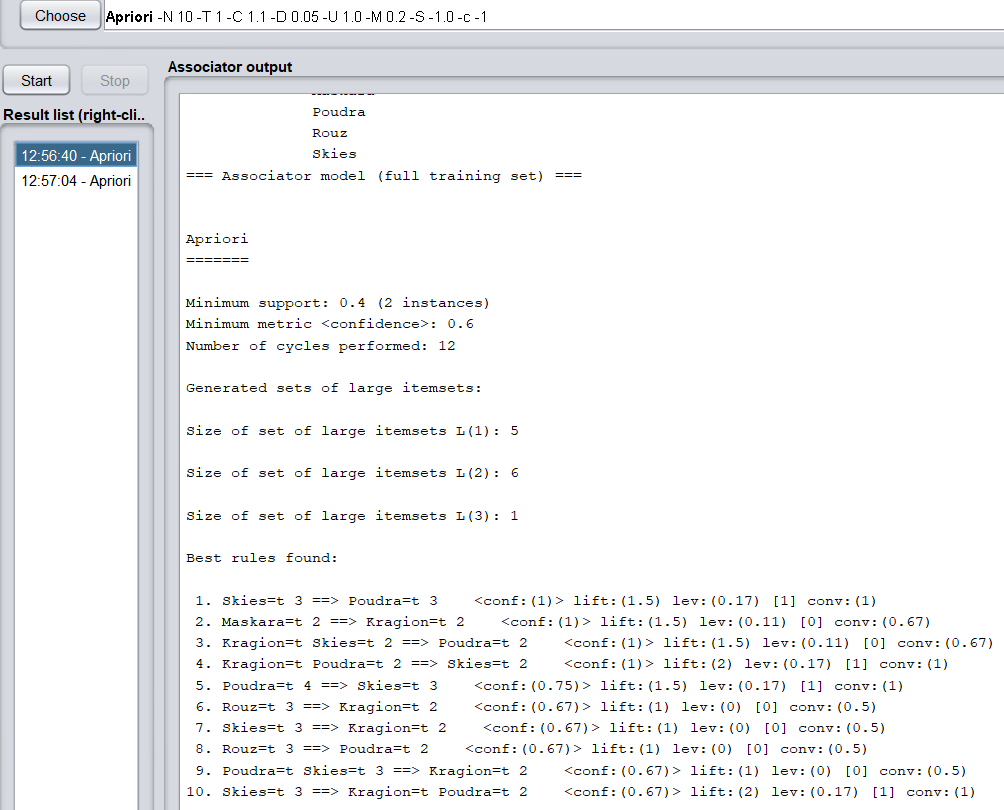 Choose Apriori -N 10 -T 1 -C 1.1 -D 0.05 -U 1.0 -M 0.2 -S -1.0 -c -1
Start Stop
Result list (right-cli..
12:56:40 - Apriori
12:57:04 - Apriori
Associator output
Poudra
Rouz
Skies
=== Associator model (full training set) ===
Apriori
=======
Minimum support: 0.4 (2 instances)
Minimum metric <confidence>: 0.6
Number of cycles performed: 12
Generated sets of large itemsets:
Size of set of large itemsets L(1): 5
Size of set of large itemsets L(2): 6
Size of set of large itemsets L(3): 1
Best rules found:
1. Skies=t 3 ==> Poudra=t 3 <conf:(1)> lift:(1.5) lev:(0.17) [1] conv:(1)
2. Maskara=t 2 ==> Kragion=t 2 <conf:(1)> lift:(1.5) lev:(0.11) [0] conv:(0.67)
3. Kragion=t Skies=t 2 ==> Poudra=t 2 <conf:(1)> lift:(1.5) lev:(0.11) [0] conv:(0.67)
4. Kragion=t Poudra=t 2 ==> Skies=t 2 <conf:(1)> lift:(2) lev:(0.17) [1] conv:(1)
5. Poudra=t 4 ==> Skies=t 3 <conf:(0.75)> lift:(1.5) lev:(0.17) [1] conv:(1)
6. Rouz=t 3 ==> Kragion=t 2 <conf:(0.67)> lift:(1) lev:(0) [0] conv:(0.5)
7. Skies=t 3 ==> Kragion=t 2 <conf:(0.67)> lift:(1) lev:(0) [0] conv:(0.5)
8. Rouz=t 3 ==> Poudra=t 2 <conf:(0.67)> lift:(1) lev:(0) [0] conv:(0.5)
9. Poudra=t Skies=t 3 ==> Kragion=t 2 <conf:(0.67)> lift:(1) lev:(0) [0] conv:(0.5)
10. Skies=t 3 ==> Kragion=t Poudra=t 2 <conf:(0.67)> lift:(2) lev:(0.17) [1] conv:(1)